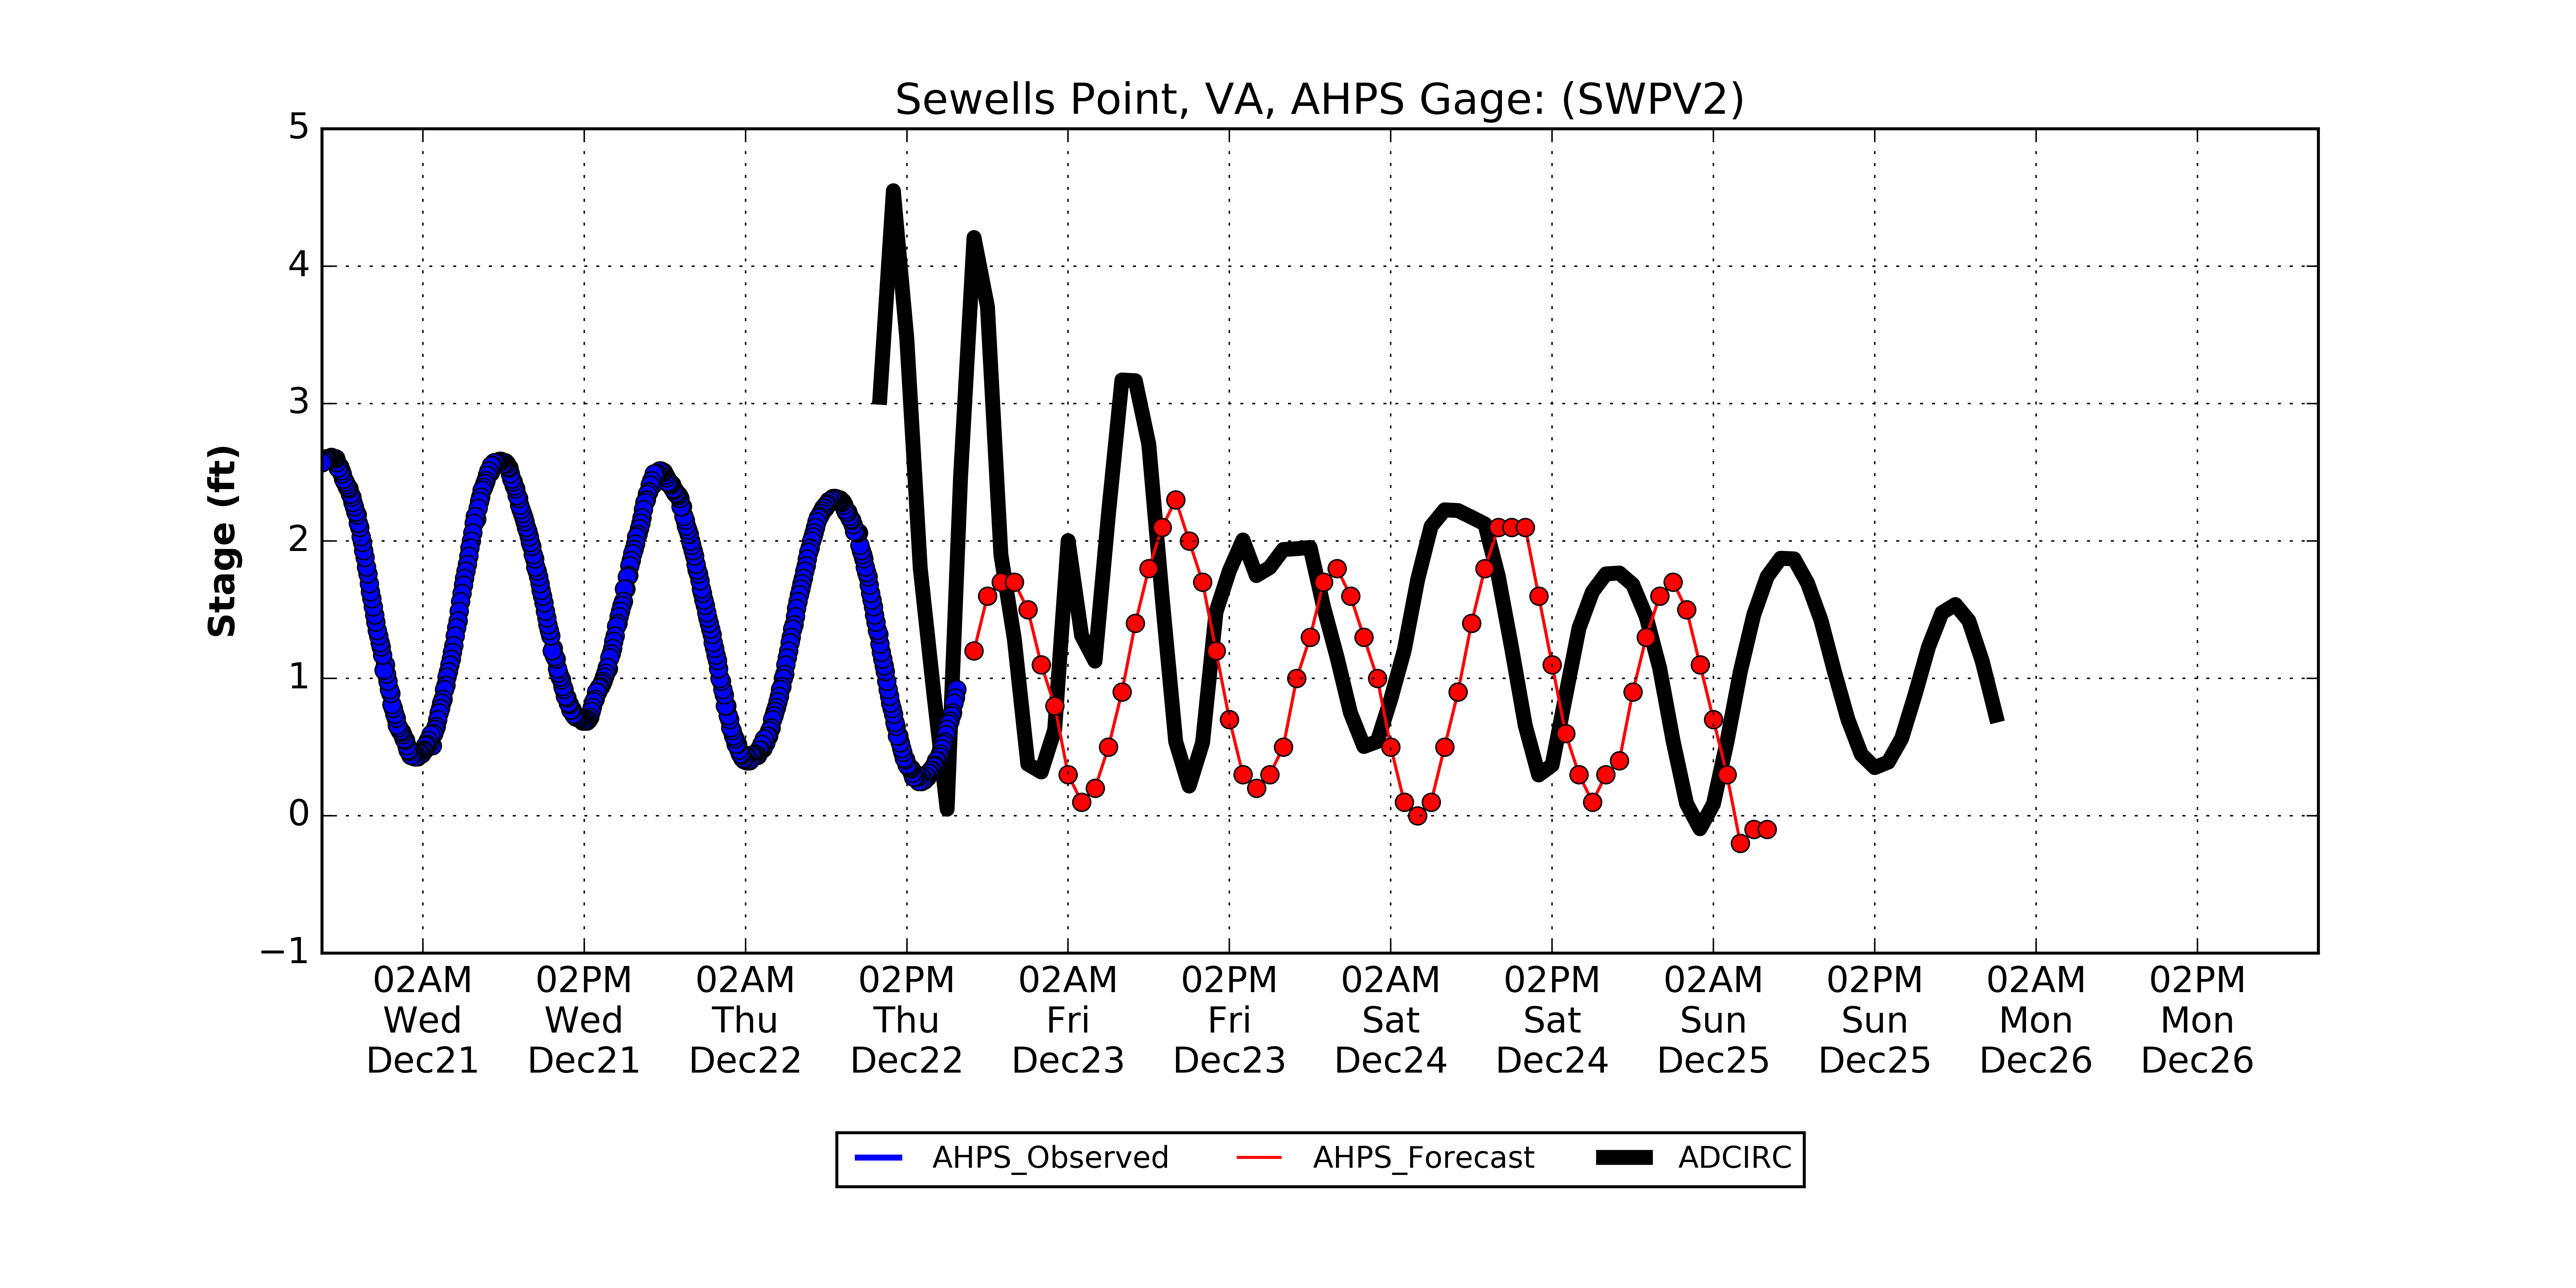 Sewells Point, VA, AHPS Gage: (SWPV2)
Stage (ft)
5
4
3
2
1
0
−1
02AM 02PM 02AM 02PM 02AM 02PM 02AM 02PM 02AM 02PM 02AM 02PM
Wed Wed Thu Thu Fri Fri Sat Sat Sun Sun Mon Mon
Dec21 Dec21 Dec22 Dec22 Dec23 Dec23 Dec24 Dec24 Dec25 Dec25 Dec26 Dec26
AHPS_Observed AHPS_Forecast ADCIRC